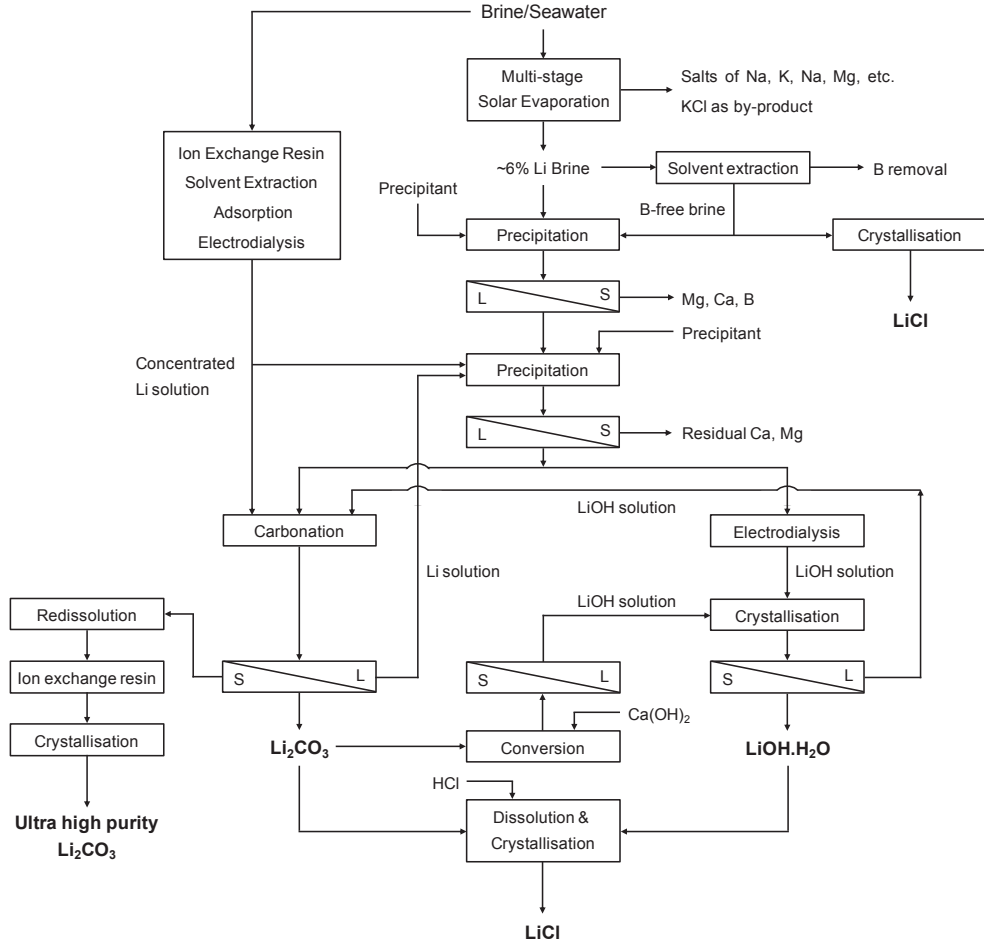 Brine/Seawater
Multi-stage
Solar Evaporation
Salts of Na, K, Na, Mg, etc.
KCl as by-product
Ion Exchange Resin
Solvent Extraction
Adsorption
Electrodialysis
~6% Li Brine
Solvent extraction
B removal
Precipitant
B-free brine
Precipitation
Crystallisation
L
S
Mg, Ca, B
LiCl
Precipitant
Concentrated
Li solution
Precipitation
L
S
Residual Ca, Mg
LiOH solution
Carbonation
Electrodialysis
Li solution
LiOH solution
LiOH solution
Redissolution
Crystallisation
Ion exchange resin
S
L
S
L
S
L
Ca(OH)₂
Crystallisation
Li₂CO₃
Conversion
LiOH.H₂O
HCl
Dissolution &
Crystallisation
Ultra high purity
Li₂CO₃
LiCl